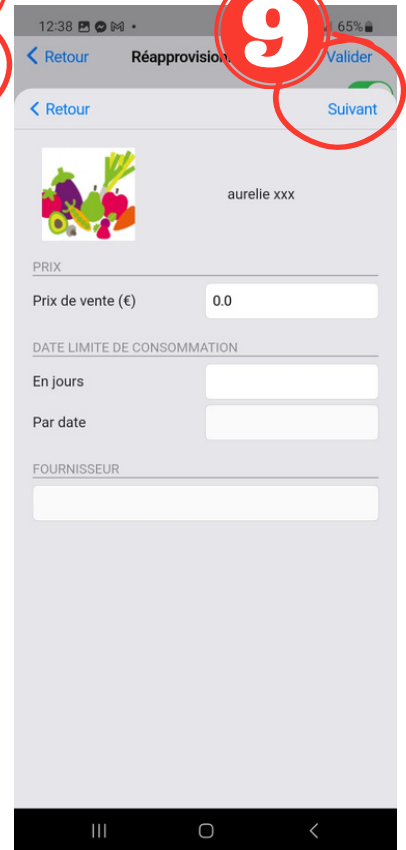 12:38 65%
9
Retour Réapprovision Valider
Retour Suivant
aurelie xxx
PRIX
Prix de vente (€) 0.0
DATE LIMITE DE CONSOMMATION
En jours
Par date
FOURNISSEUR